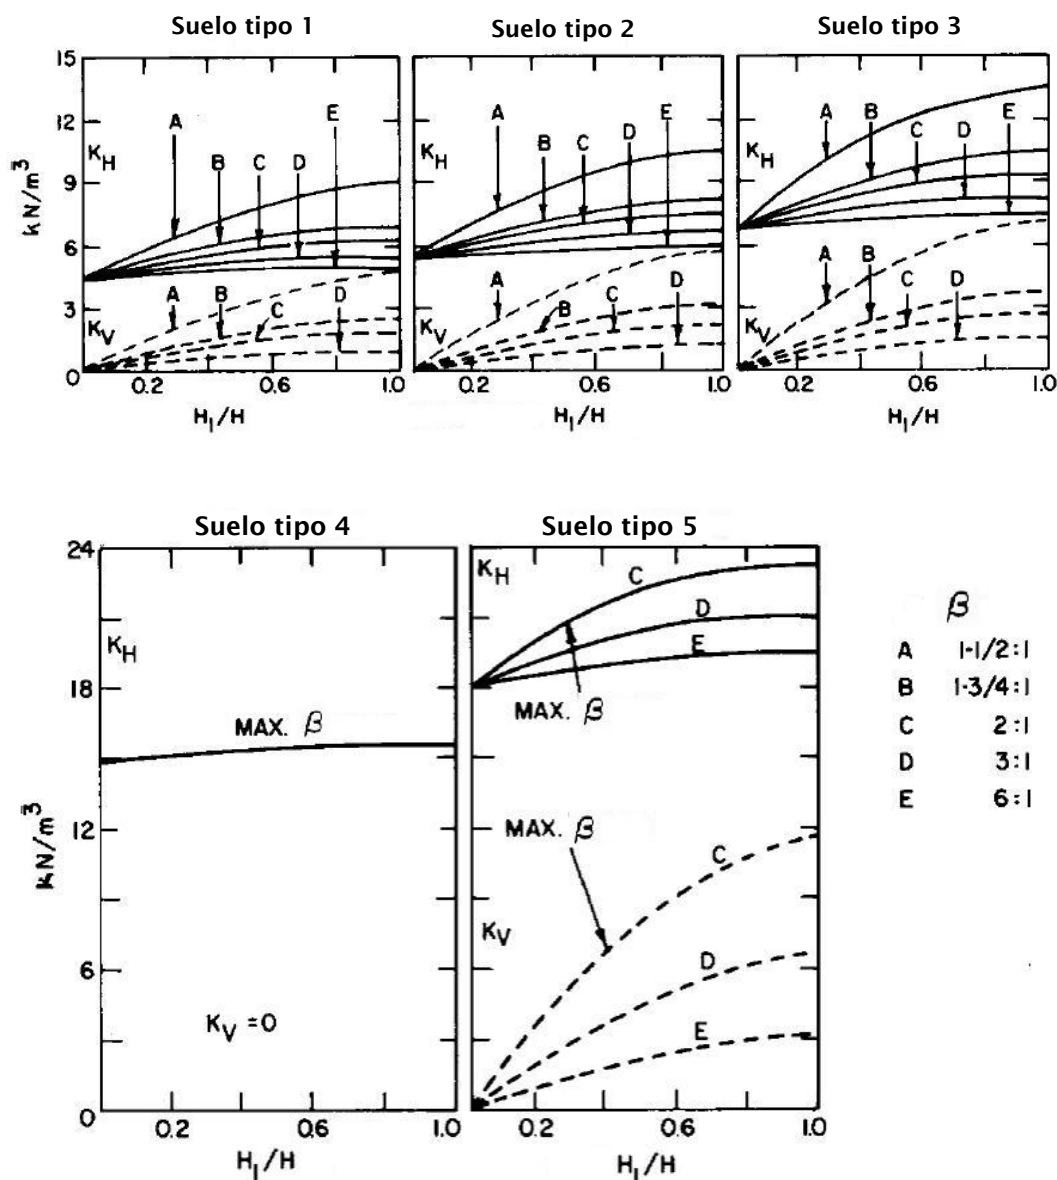 Suelo tipo 1
Suelo tipo 2
Suelo tipo 3
15
12
9
6
3
0
kN/m³
K_H
K_V
A
B
C
D
E
A
B
C
D
0.2
0.6
1.0
H₁/H
K_H
K_V
A
B
C
D
E
A
B
C
D
0.2
0.6
1.0
H₁/H
K_H
K_V
A
B
C
D
E
A
B
C
D
0.2
0.6
1.0
H₁/H
Suelo tipo 4
Suelo tipo 5
24
18
12
6
0
kN/m³
K_H
MAX. β
K_V = 0
0.2
0.6
1.0
H₁/H
K_H
C
D
E
MAX. β
MAX. β
C
K_V
D
E
0.2
0.6
1.0
H₁/H
β
A 1-1/2:1
B 1-3/4:1
C 2:1
D 3:1
E 6:1